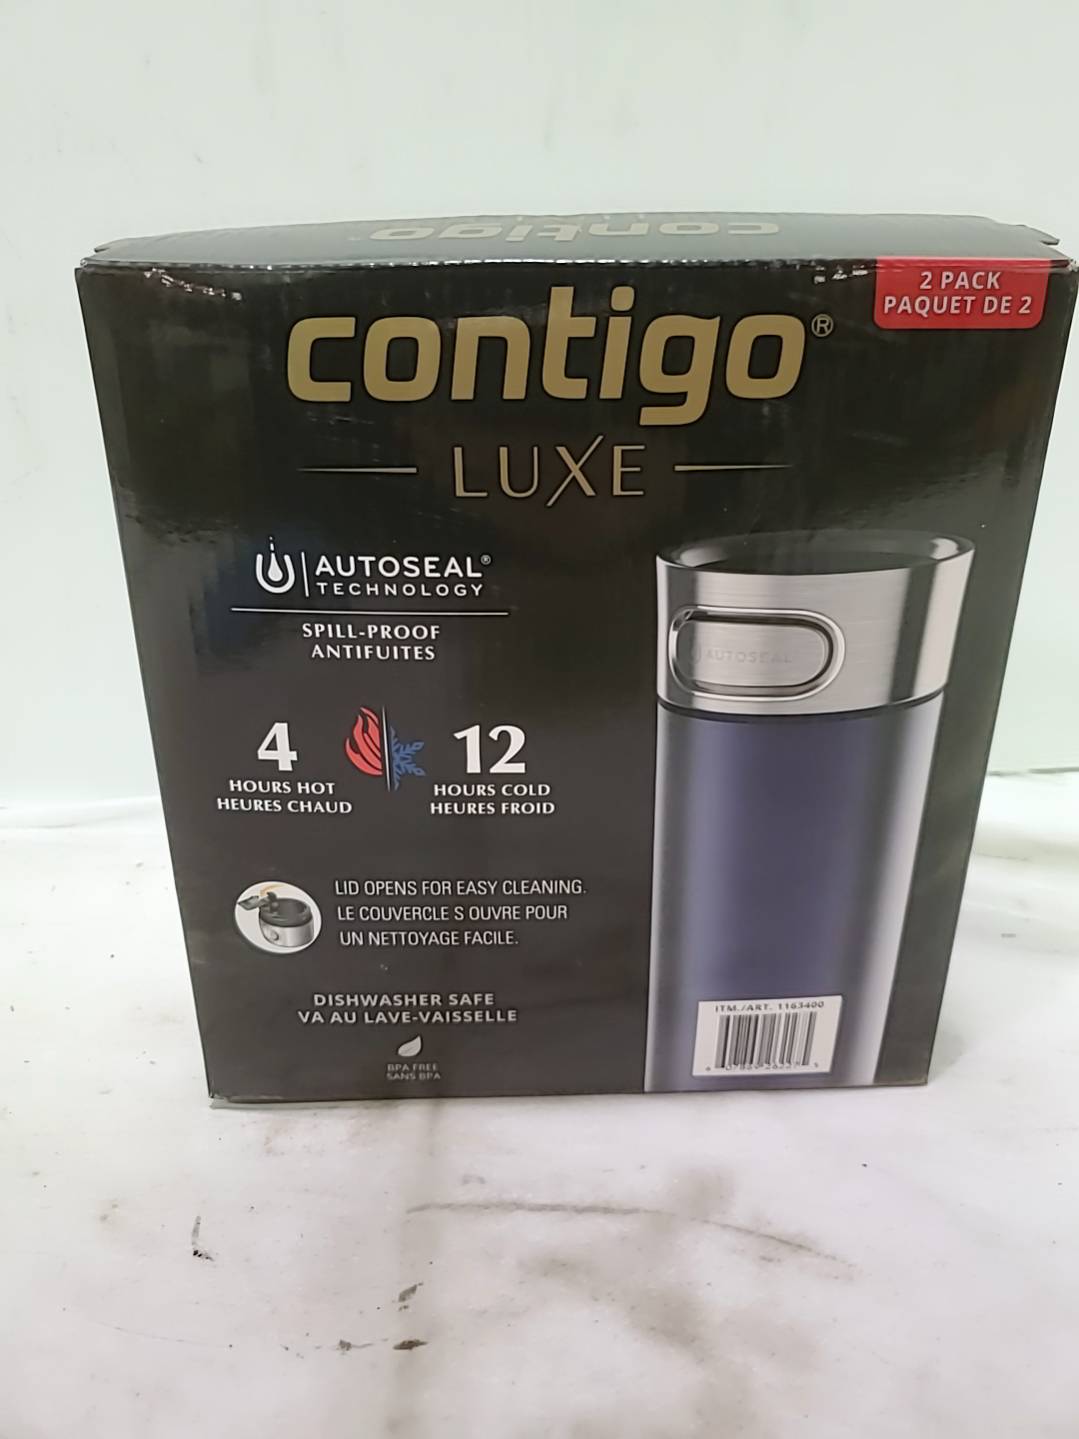 contigo
2 PACK
PAQUET DE 2
contigo®
LUXE
AUTOSEAL®
TECHNOLOGY
SPILL-PROOF
ANTIFUITES
4
HOURS HOT
HEURES CHAUD
12
HOURS COLD
HEURES FROID
AUTOSEAL
LID OPENS FOR EASY CLEANING.
LE COUVERCLE S OUVRE POUR
UN NETTOYAGE FACILE.
DISHWASHER SAFE
VA AU LAVE-VAISSELLE
BPA FREE
SANS BPA
ITM./ART. 1163400